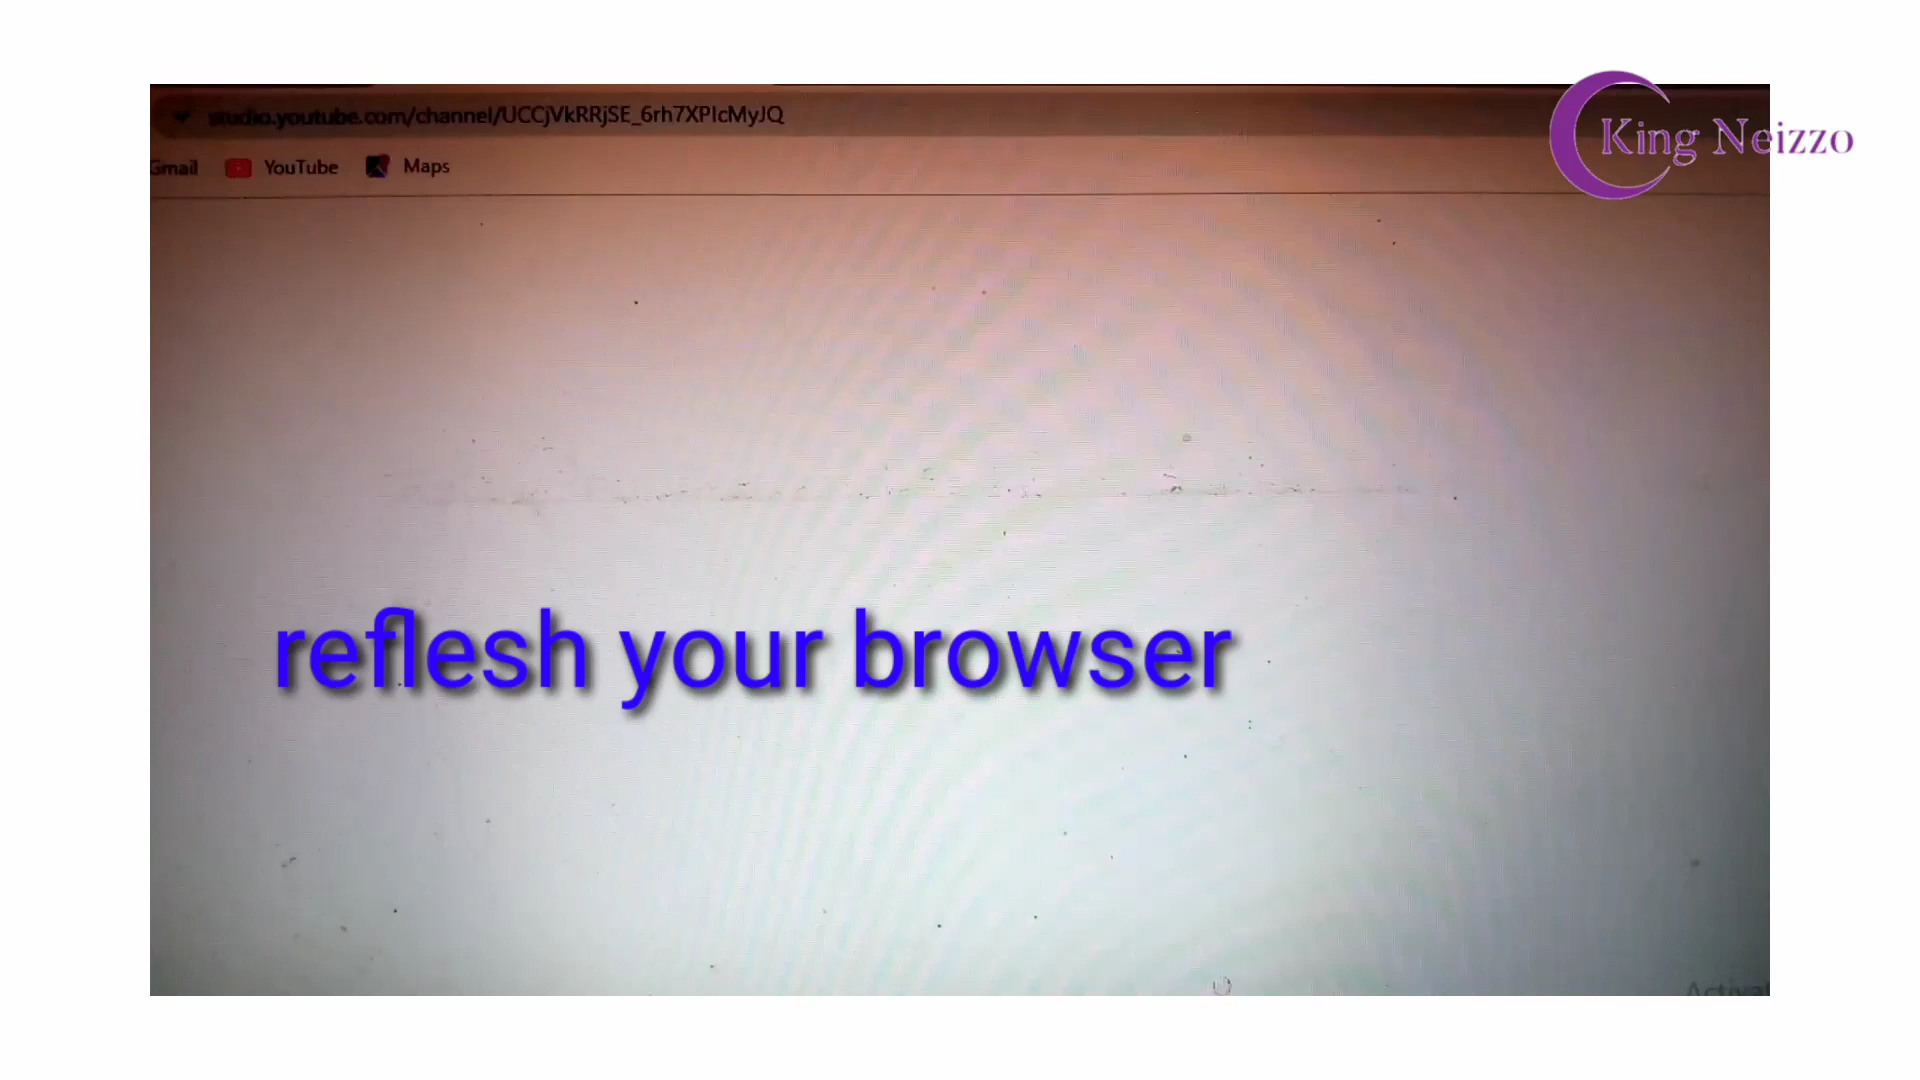 studio.youtube.com/channel/UCCjVkRRjSE_6rh7XPIcMyJQ
King Neizzo
Gmail YouTube Maps
reflesh your browser